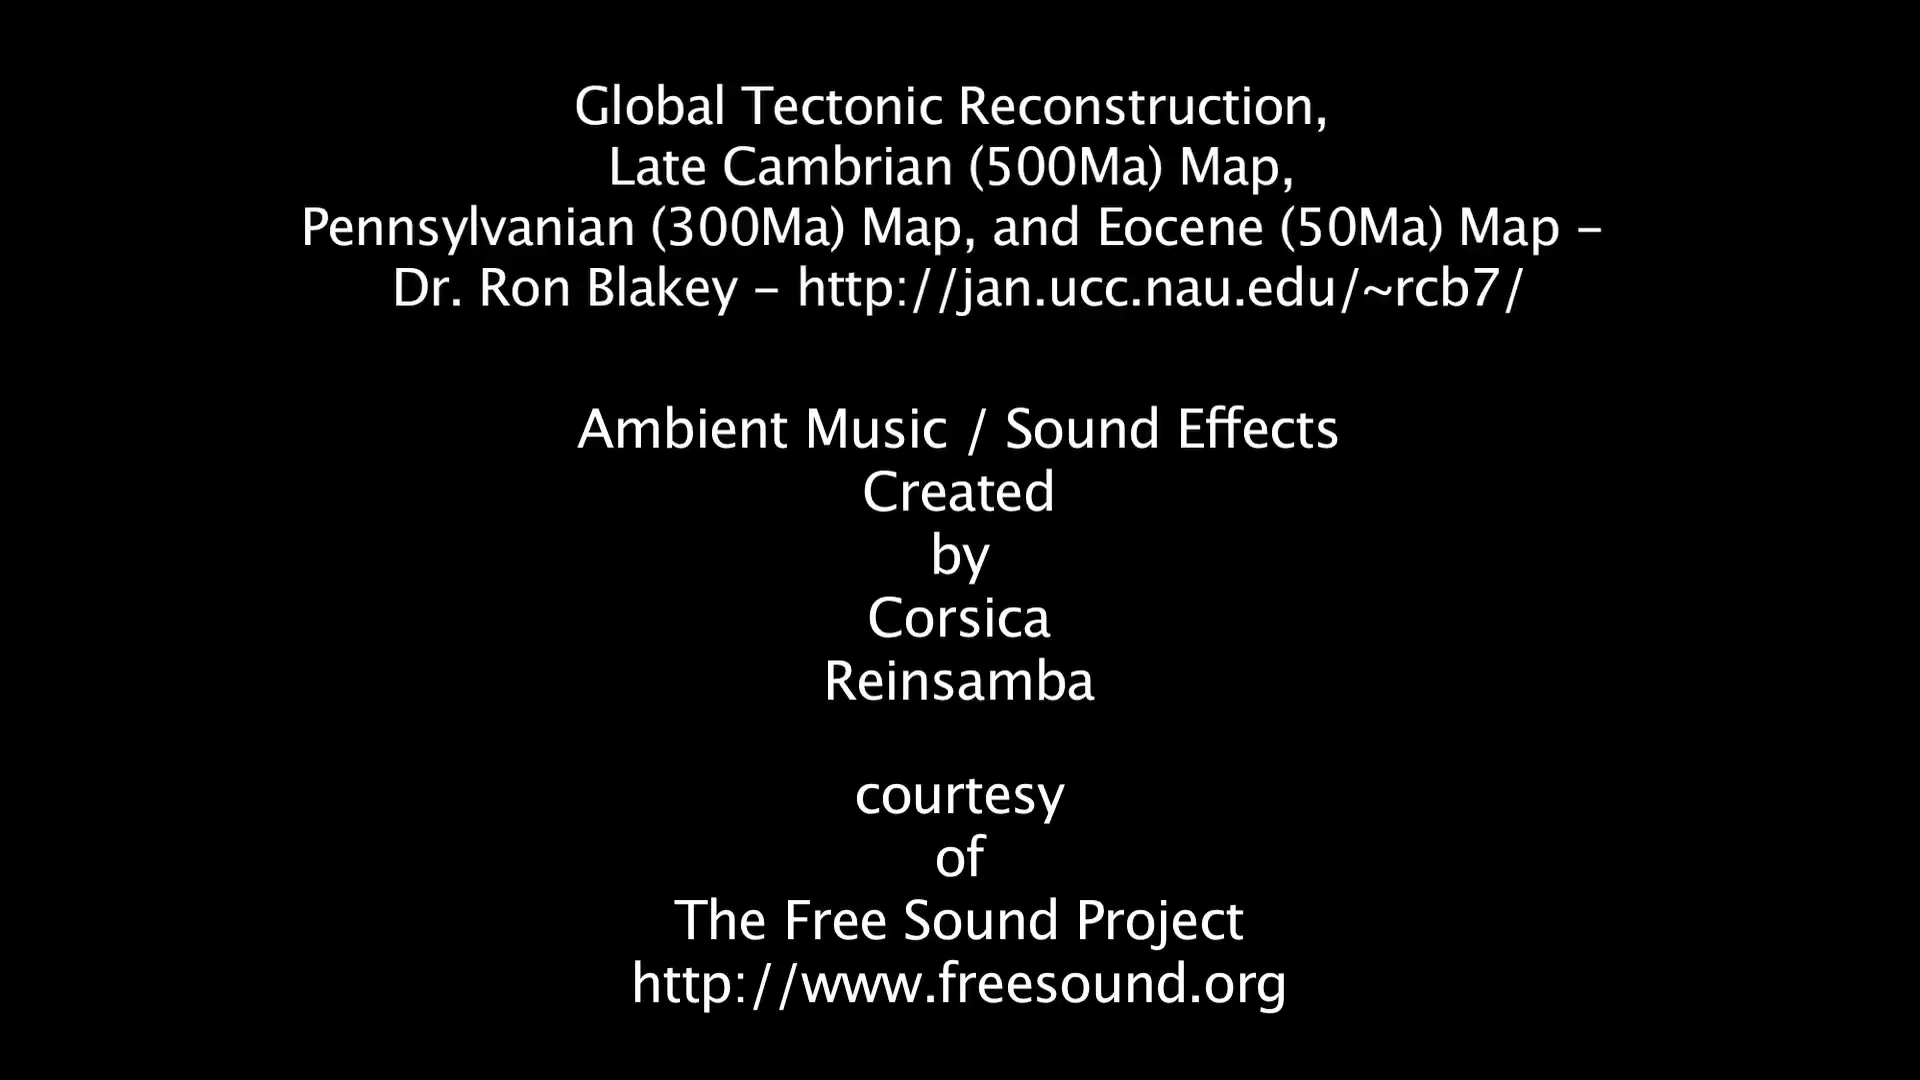 Global Tectonic Reconstruction,
Late Cambrian (500Ma) Map,
Pennsylvanian (300Ma) Map, and Eocene (50Ma) Map –
Dr. Ron Blakey – http://jan.ucc.nau.edu/~rcb7/
Ambient Music / Sound Effects
Created
by
Corsica
Reinsamba
courtesy
of
The Free Sound Project
http://www.freesound.org